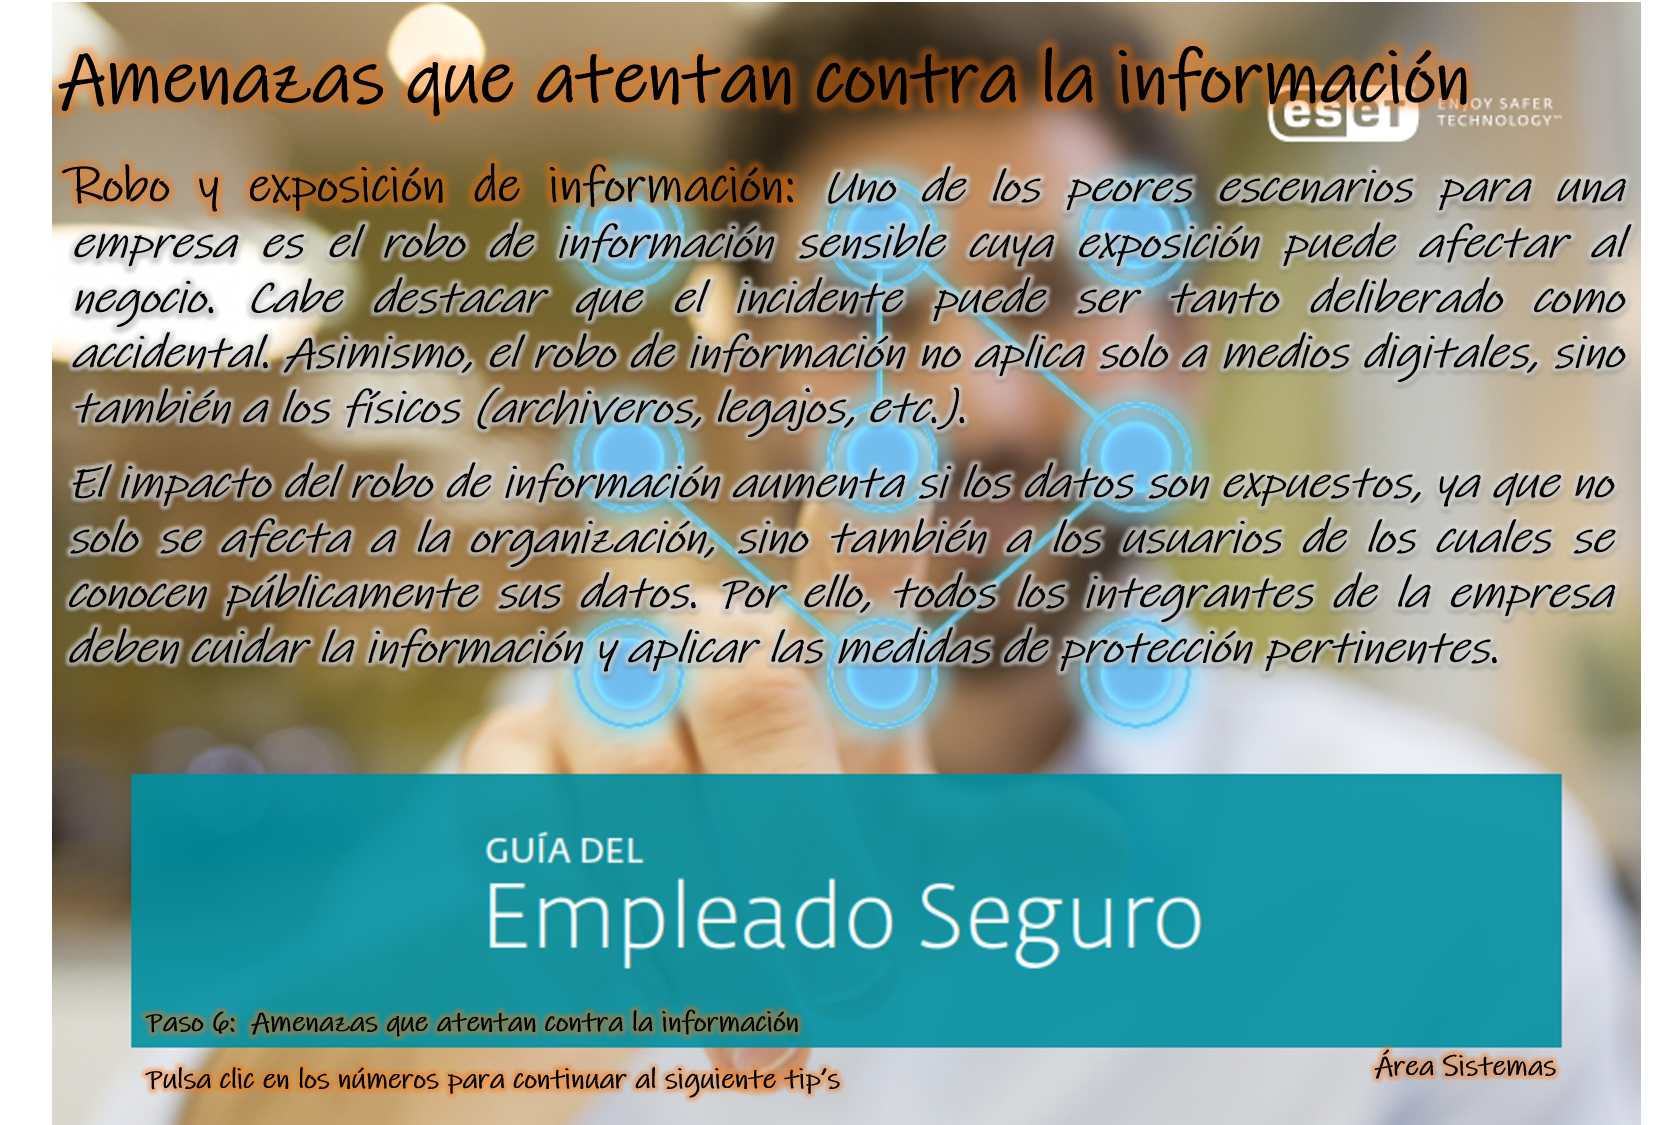 Amenazas que atentan contra la información
eseT ENJOY SAFER
TECHNOLOGY™
Robo y exposición de información: Uno de los peores escenarios para una
empresa es el robo de información sensible cuya exposición puede afectar al
negocio. Cabe destacar que el incidente puede ser tanto deliberado como
accidental. Asimismo, el robo de información no aplica solo a medios digitales, sino
también a los físicos (archiveros, legajos, etc.).
El impacto del robo de información aumenta si los datos son expuestos, ya que no
solo se afecta a la organización, sino también a los usuarios de los cuales se
conocen públicamente sus datos. Por ello, todos los integrantes de la empresa
deben cuidar la información y aplicar las medidas de protección pertinentes.
GUÍA DEL
Empleado Seguro
Paso 6: Amenazas que atentan contra la información
Pulsa clic en los números para continuar al siguiente tip's
Área Sistemas